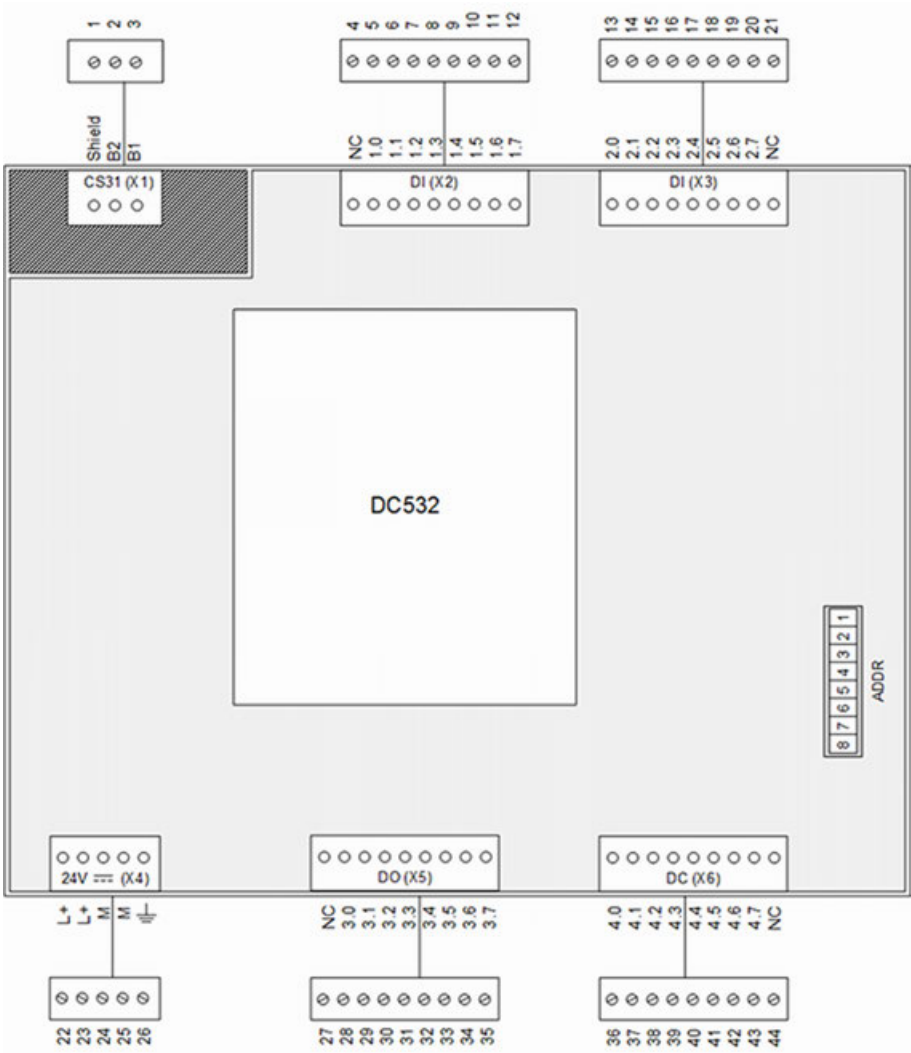 1 2 3
4 5 6 7 8 9 10 11 12
13 14 15 16 17 18 19 20 21
Shield B2 B1
NC 1.0 1.1 1.2 1.3 1.4 1.5 1.6 1.7
2.0 2.1 2.2 2.3 2.4 2.5 2.6 2.7 NC
CS31 (X1)
DI (X2)
DI (X3)
DC532
1 2 3 4 5 6 7 8
ADDR
24V (X4)
DO (X5)
DC (X6)
L+ L+ M M
NC 3.0 3.1 3.2 3.3 3.4 3.5 3.6 3.7
4.0 4.1 4.2 4.3 4.4 4.5 4.6 4.7 NC
22 23 24 25 26
27 28 29 30 31 32 33 34 35
36 37 38 39 40 41 42 43 44